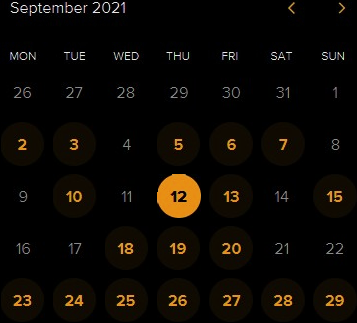 September 2021
MON TUE WED THU FRI SAT SUN
26 27 28 29 30 31 1
2 3 4 5 6 7 8
9 10 11 12 13 14 15
16 17 18 19 20 21 22
23 24 25 26 27 28 29